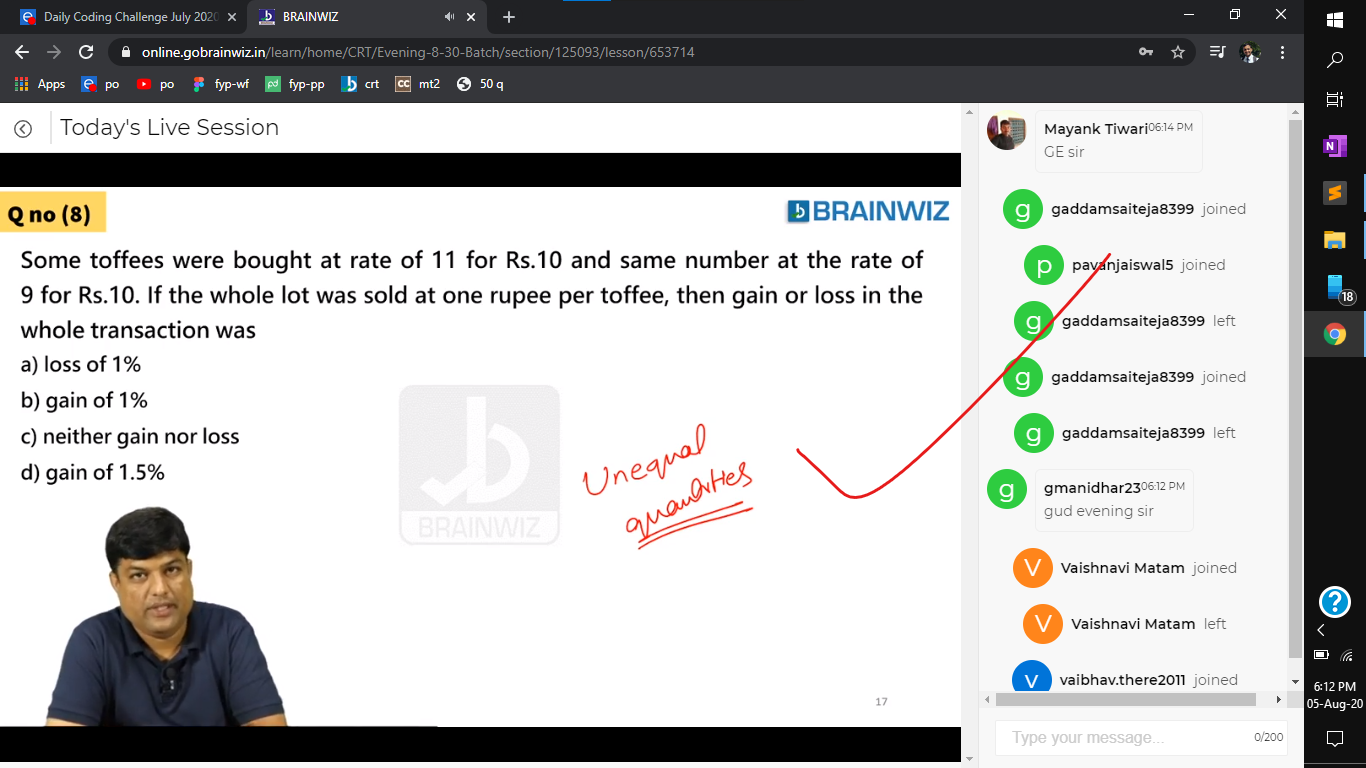 Daily Coding Challenge July 2020
BRAINWIZ
online.gobrainwiz.in/learn/home/CRT/Evening-8-30-Batch/section/125093/lesson/653714
Apps po po fyp-wf fyp-pp crt mt2 50 q
Today's Live Session
Q no (8)
BRAINWIZ
Some toffees were bought at rate of 11 for Rs.10 and same number at the rate of
9 for Rs.10. If the whole lot was sold at one rupee per toffee, then gain or loss in the
whole transaction was
a) loss of 1%
b) gain of 1%
c) neither gain nor loss
d) gain of 1.5%
BRAINWIZ
Unequal
quantities
17
Mayank Tiwari 06:14 PM
GE sir
g gaddamsaiteja8399 joined
p pavanjaiswal5 joined
g gaddamsaiteja8399 left
g gaddamsaiteja8399 joined
g gaddamsaiteja8399 left
g gmanidhar23 06:12 PM
gud evening sir
V Vaishnavi Matam joined
V Vaishnavi Matam left
v vaibhav.there2011 joined
Type your message... 0/200
N
18
?
6:12 PM
05-Aug-20